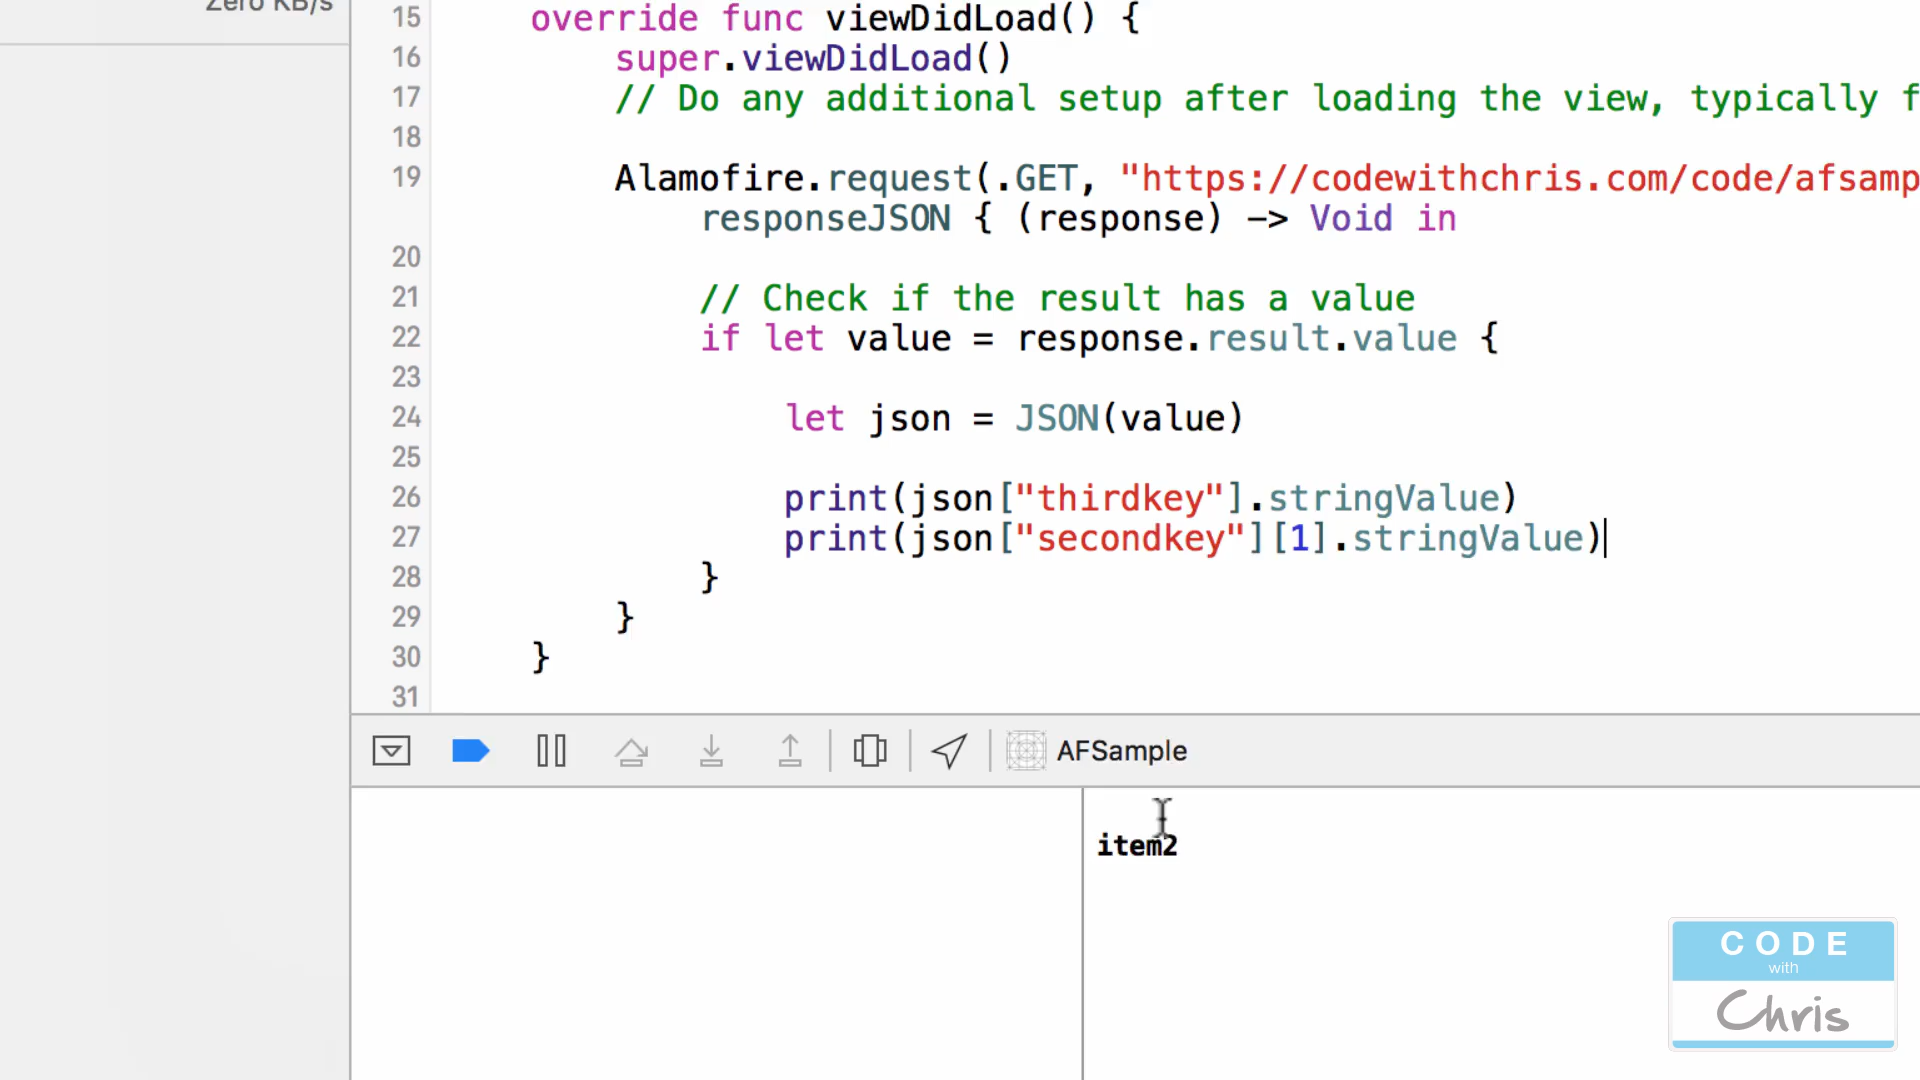 Zero KB/s
15 override func viewDidLoad() {
16 super.viewDidLoad()
17 // Do any additional setup after loading the view, typically f
18
19 Alamofire.request(.GET, "https://codewithchris.com/code/afsamp
responseJSON { (response) -> Void in
20
21 // Check if the result has a value
22 if let value = response.result.value {
23
24 let json = JSON(value)
25
26 print(json["thirdkey"].stringValue)
27 print(json["secondkey"][1].stringValue)
28 }
29 }
30 }
31
AFSample
item2
CODE
with
Chris